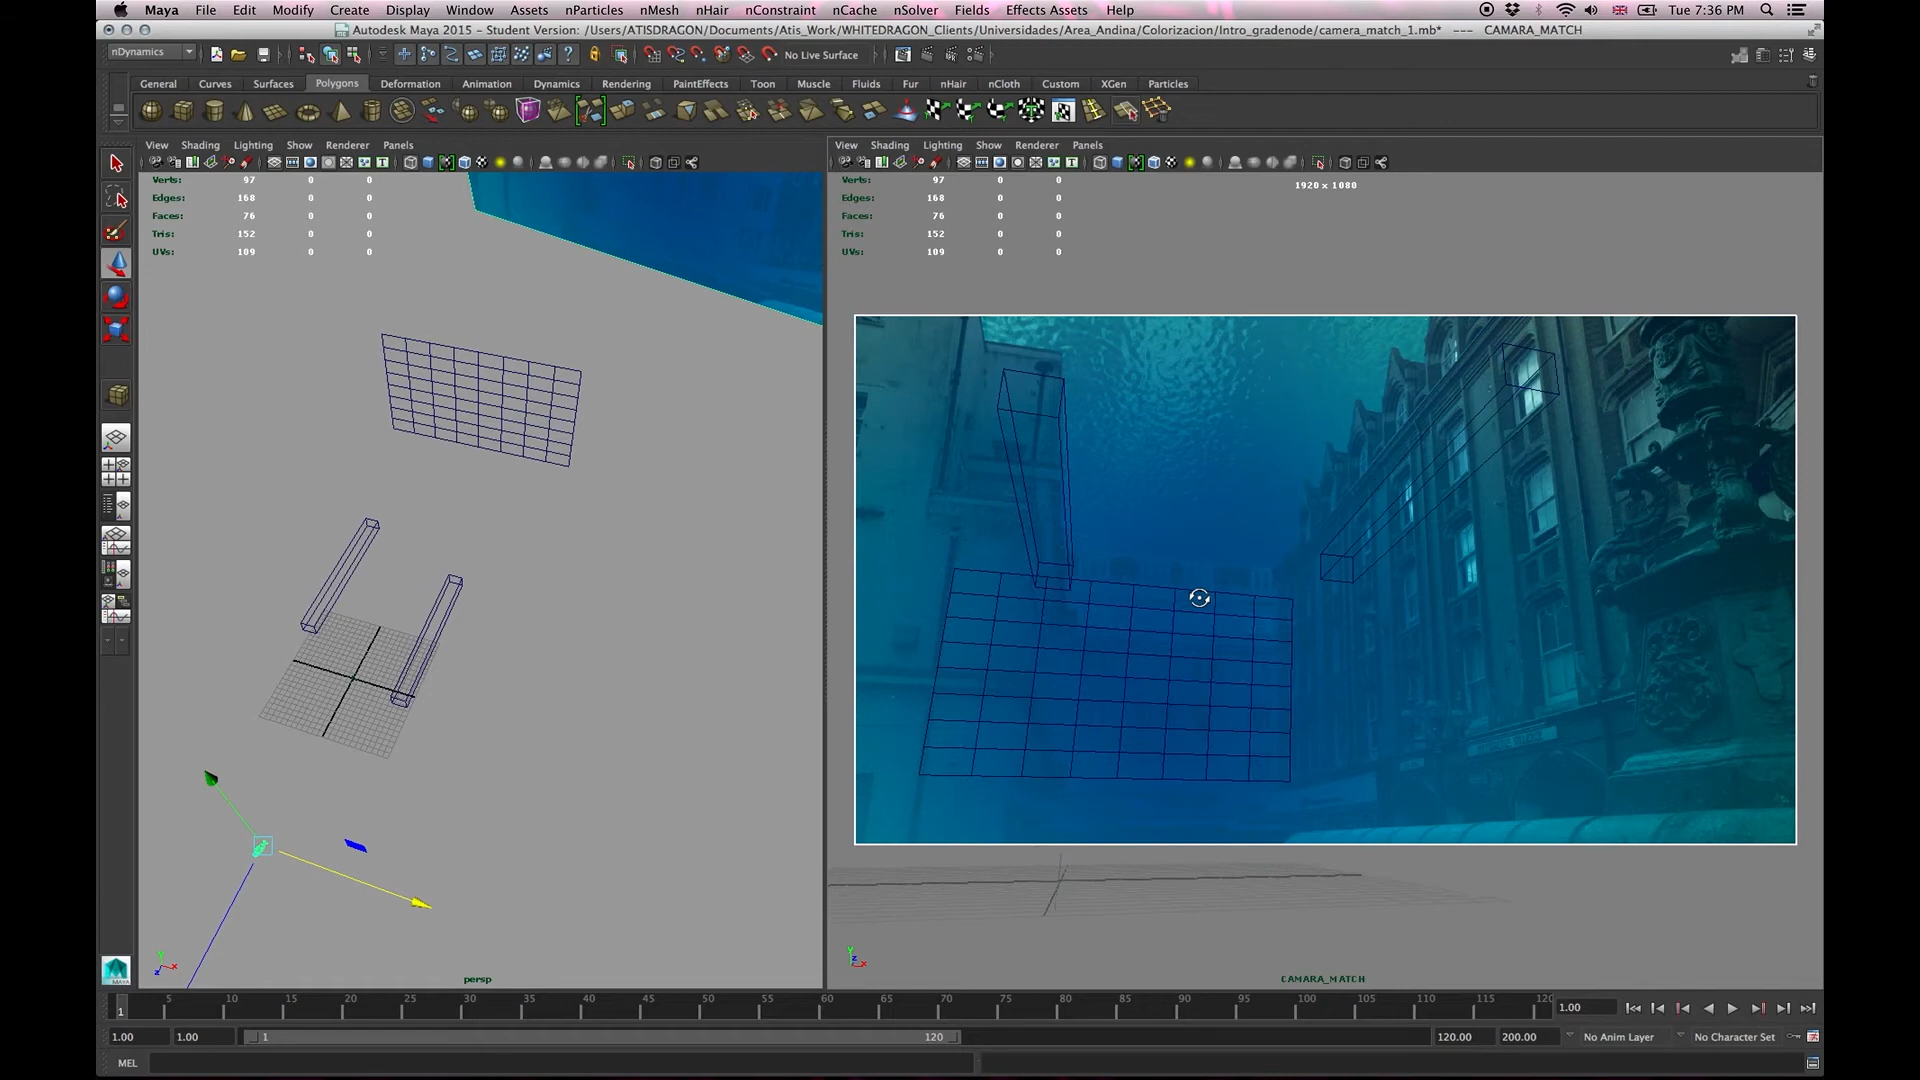 Maya File Edit Modify Create Display Window Assets nParticles nMesh nHair nConstraint nCache nSolver Fields Effects Assets Help Tue 7:36 PM
Autodesk Maya 2015 - Student Version: /Users/ATISDRAGON/Documents/Atis_Work/WHITEDRAGON_Clients/Universidades/Area_Andina/Colorizacion/Intro_gradenode/camera_match_1.mb* --- CAMARA_MATCH
nDynamics No Live Surface
General Curves Surfaces Polygons Deformation Animation Dynamics Rendering PaintEffects Toon Muscle Fluids Fur nHair nCloth Custom XGen Particles
View Shading Lighting Show Renderer Panels
Verts: 97 0 0
Edges: 168 0 0
Faces: 76 0 0
Tris: 152 0 0
UVs: 109 0 0
persp
View Shading Lighting Show Renderer Panels
Verts: 97 0 0
Edges: 168 0 0
Faces: 76 0 0
Tris: 152 0 0
UVs: 109 0 0
1920 x 1080
CAMARA_MATCH
MAYA
1 5 10 15 20 25 30 35 40 45 50 55 60 65 70 75 80 85 90 95 100 105 110 115 120 1.00
1.00 1.00 1 120 120.00 200.00 No Anim Layer No Character Set
MEL